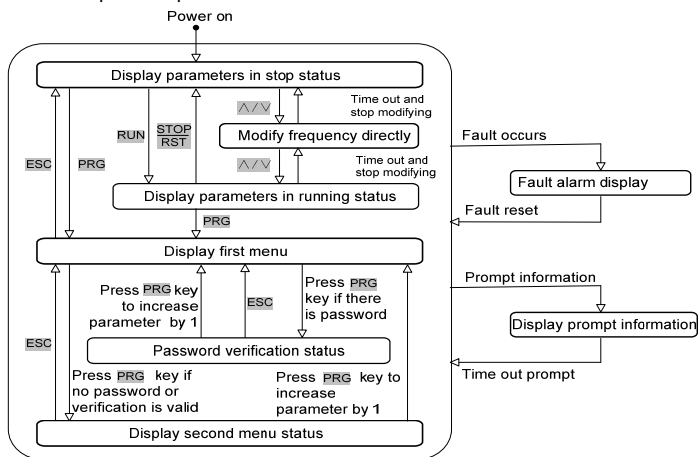 Power on
Display parameters in stop status
Time out and
stop modifying
∧/∨
RUN
STOP
RST
Modify frequency directly
Fault occurs
ESC
PRG
∧/∨
Time out and
stop modifying
Fault alarm display
Display parameters in running status
Fault reset
PRG
Display first menu
Press PRG key
to increase
parameter by 1
ESC
Press PRG
key if there
is password
Prompt information
Display prompt information
ESC
Password verification status
Press PRG key if
no password or
verification is valid
Press PRG key to
increase
parameter by 1
Time out prompt
Display second menu status